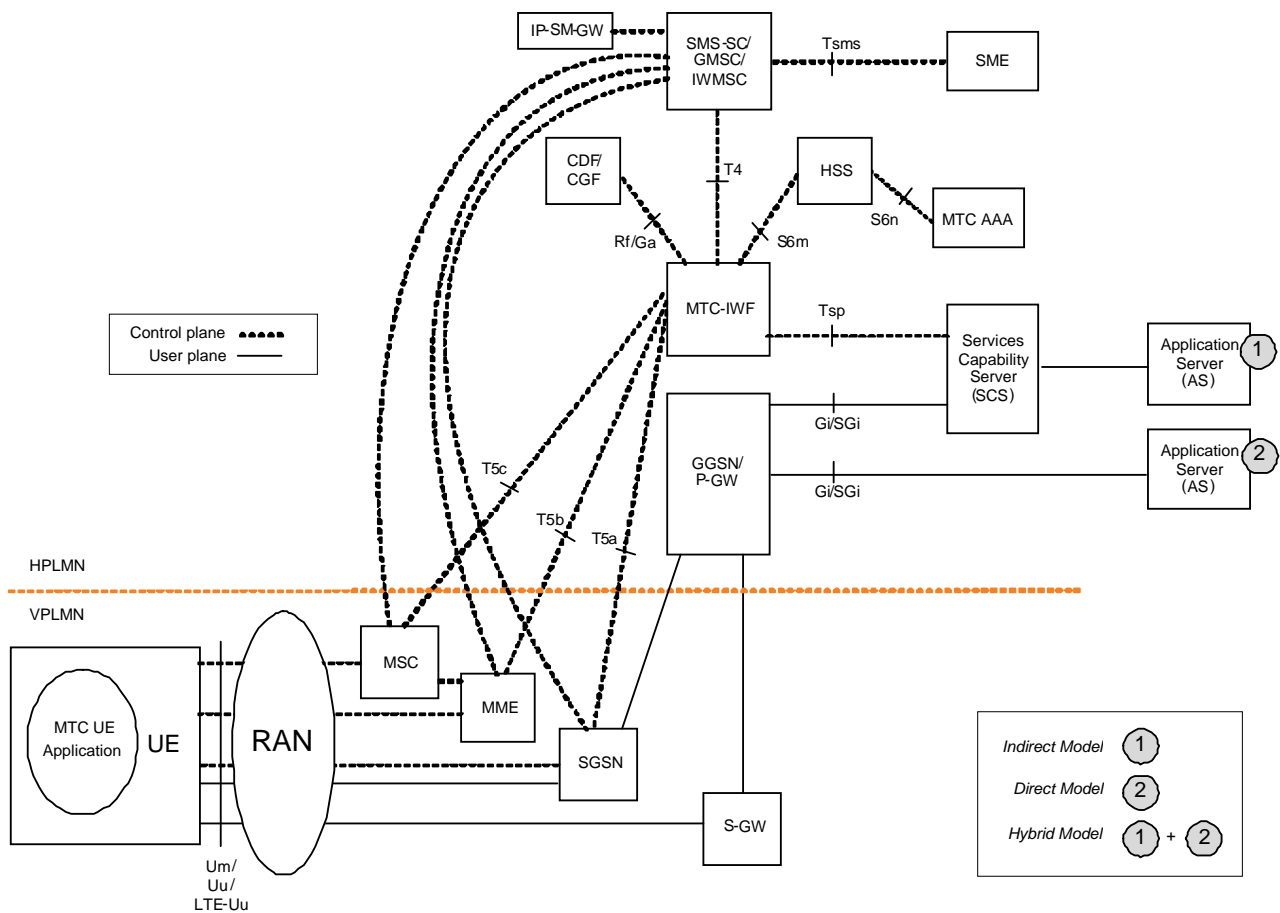 IP-SM-GW
SMS-SC/
GMSC/
IWMSC
Tsms
SME
CDF/
CGF
T4
HSS
Rf/Ga
S6m
S6n
MTC AAA
MTC-IWF
Tsp
Control plane
User plane
Services
Capability
Server
(SCS)
Application
Server
(AS)
1
Gi/SGi
GGSN/
P-GW
Gi/SGi
Application
Server
(AS)
2
T5c
T5b
T5a
HPLMN
VPLMN
MSC
MME
SGSN
S-GW
MTC UE
Application
UE
RAN
Um/
Uu/
LTE-Uu
Indirect Model 1
Direct Model 2
Hybrid Model 1 + 2